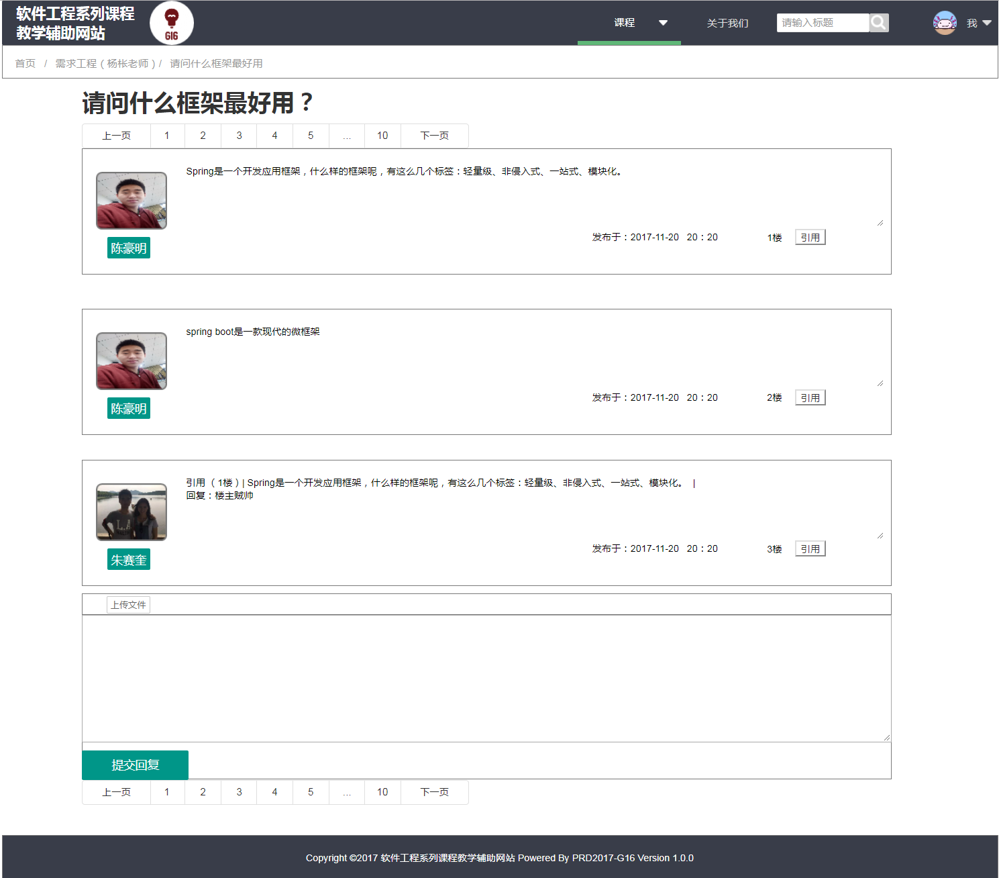 软件工程系列课程
教学辅助网站
G16
课程
关于我们
请输入标题
我
首页 / 需求工程（杨枨老师）/ 请问什么框架最好用
请问什么框架最好用？
上一页 1 2 3 4 5 ... 10 下一页
Spring是一个开发应用框架，什么样的框架呢，有这么几个标签：轻量级、非侵入式、一站式、模块化。
发布于：2017-11-20 20：20 1楼 引用
陈豪明
spring boot是一款现代的微框架
发布于：2017-11-20 20：20 2楼 引用
陈豪明
引用 （ 1楼 ）| Spring是一个开发应用框架，什么样的框架呢，有这么几个标签：轻量级、非侵入式、一站式、模块化。 |
回复：楼主贼帅
L.A
发布于：2017-11-20 20：20 3楼 引用
朱赛奎
上传文件
提交回复
上一页 1 2 3 4 5 ... 10 下一页
Copyright ©2017 软件工程系列课程教学辅助网站 Powered By PRD2017-G16 Version 1.0.0